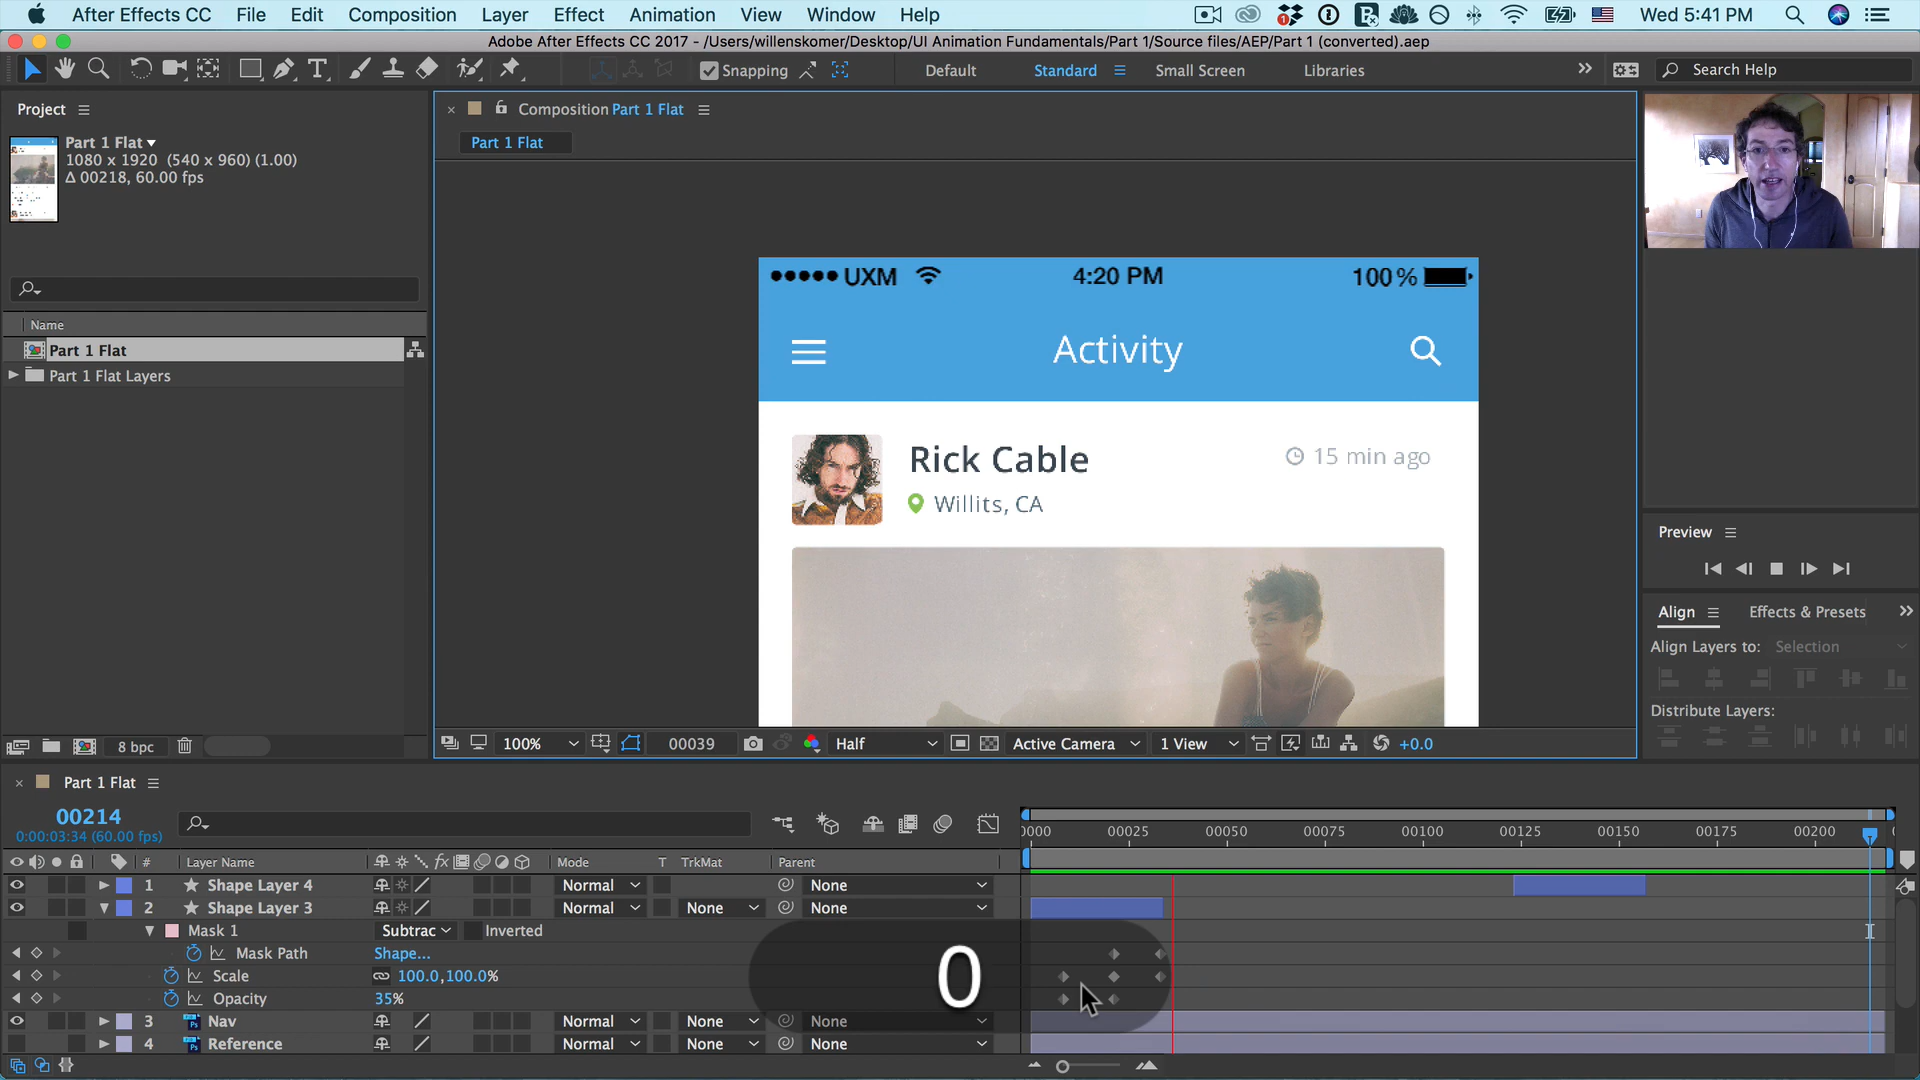 After Effects CC File Edit Composition Layer Effect Animation View Window Help
1 Wed 5:41 PM
Adobe After Effects CC 2017 - /Users/willenskomer/Desktop/UI Animation Fundamentals/Part 1/Source files/AEP/Part 1 (converted).aep
Snapping Default Standard Small Screen Libraries Search Help
Project
Composition Part 1 Flat
Part 1 Flat
Part 1 Flat
1080 x 1920 (540 x 960) (1.00)
Δ 00218, 60.00 fps
Name
Part 1 Flat
Part 1 Flat Layers
8 bpc
UXM 4:20 PM 100%
Activity
Rick Cable 15 min ago
Willits, CA
100% 00039 Half Active Camera 1 View +0.0
Preview
Align Effects & Presets
Align Layers to: Selection
Distribute Layers:
Part 1 Flat
00214
0:00:03:34 (60.00 fps)
0000 00025 00050 00075 00100 00125 00150 00175 00200
# Layer Name fx Mode T TrkMat Parent
1 Shape Layer 4 Normal None
2 Shape Layer 3 Normal None None
Mask 1 Subtrac Inverted
Mask Path Shape...
Scale 100.0,100.0%
Opacity 35%
3 Nav Normal None None
4 Reference Normal None None
0